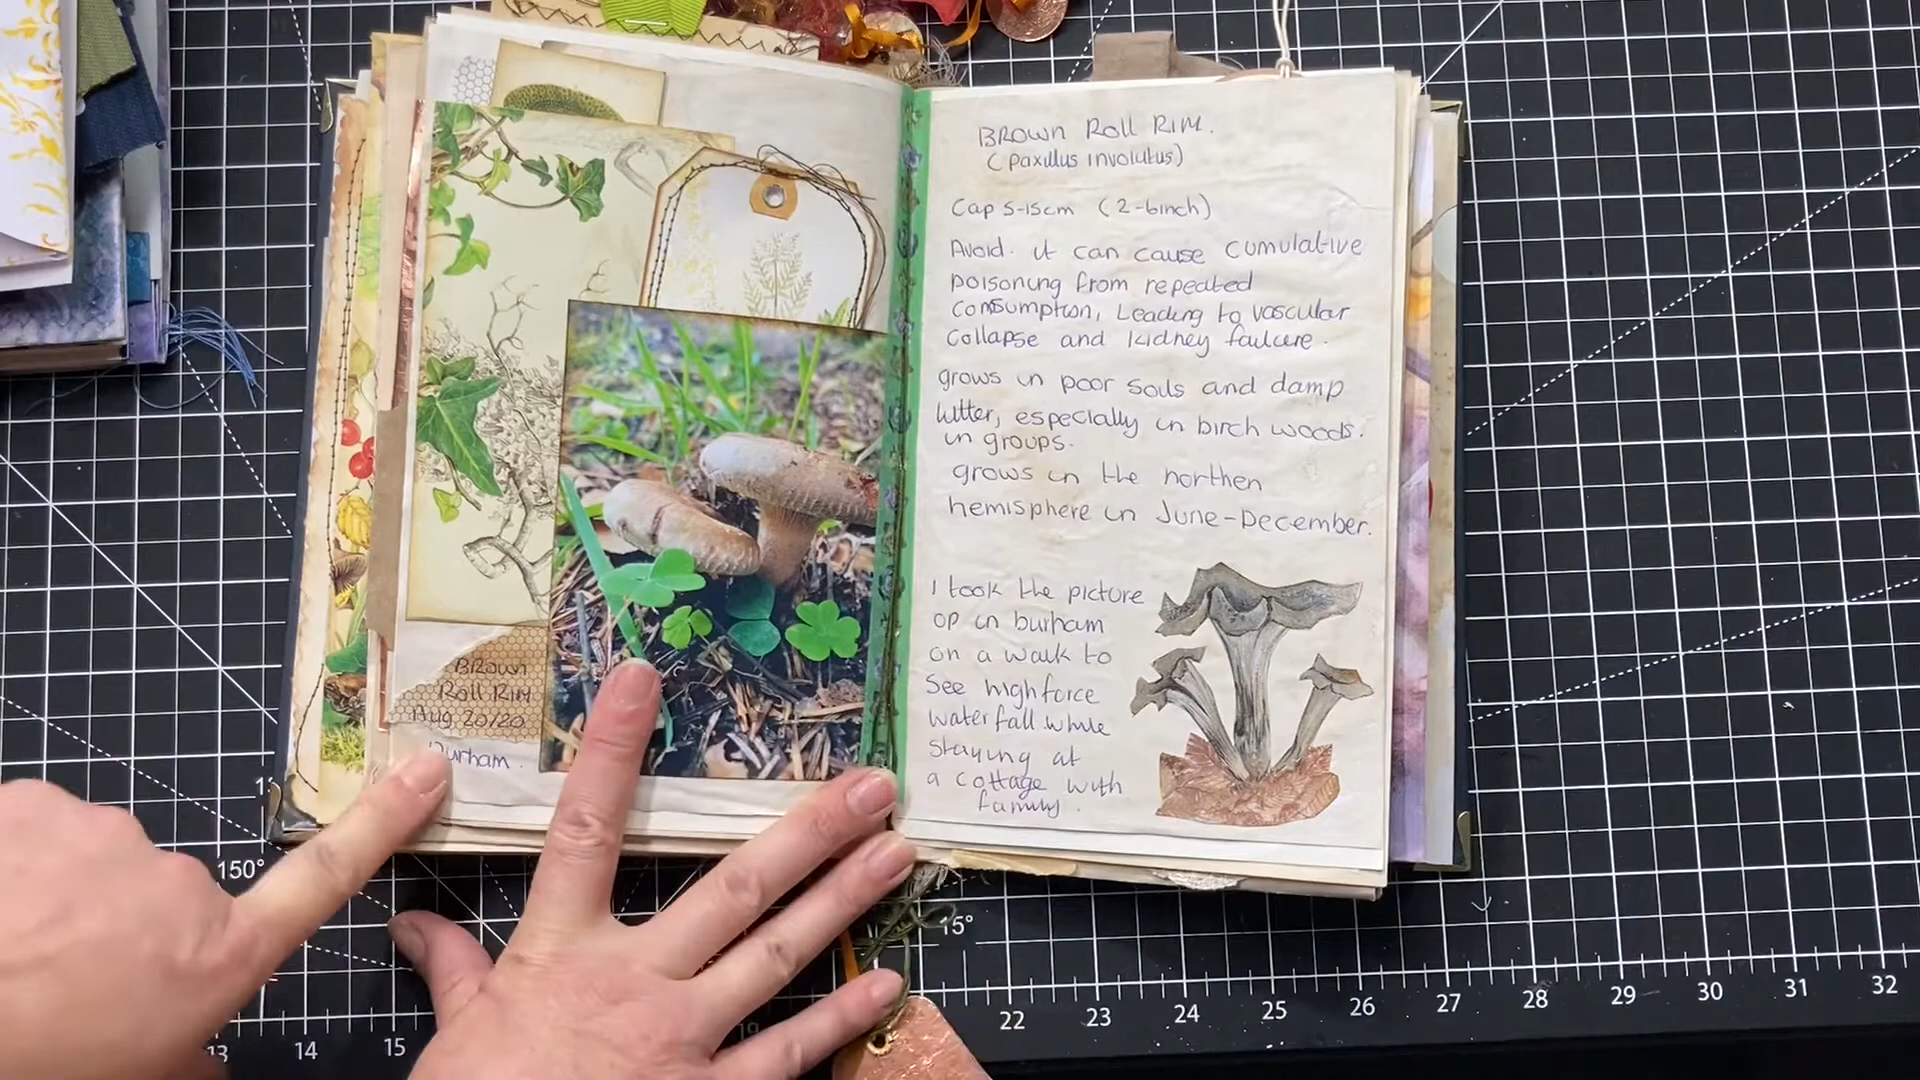 Brown
Roll Rim
Aug 2020
Durham.
BROWN Roll RIM.
(Paxillus involutus)
Cap 5-15cm (2-6inch)
Avoid. it can cause cumulative
poisoning from repeated
consumption, leading to vascular
collapse and kidney failure.
grows in poor soils and damp
litter, especially in birch woods.
in groups.
grows in the northen
hemisphere in June-December.
I took the picture
op in burham
on a walk to
see highforce
waterfall while
staying at
a cottage with
family.
150°
15°
13
14
15
19
22
23
24
25
26
27
28
29
30
31
32